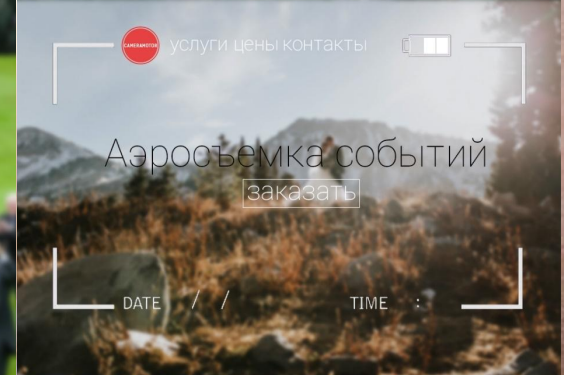 CAMERAMOTOR услуги цены контакты
Аэросъемка событий
заказать
DATE / / TIME :